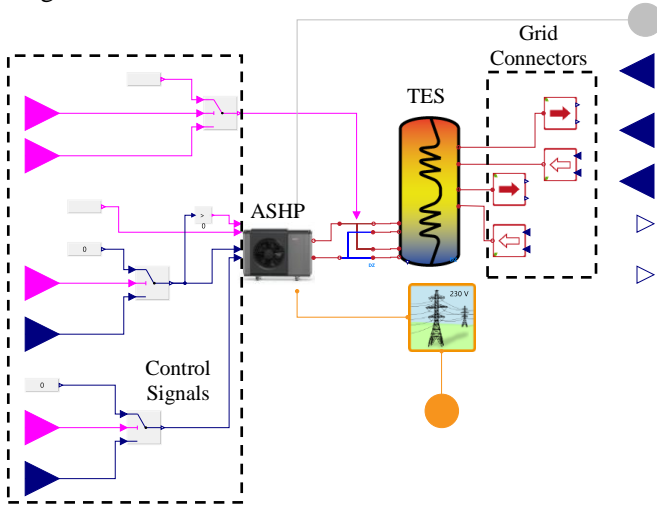 Grid
Connectors
TES
ASHP
>
0
0
230 V
0
Control
Signals